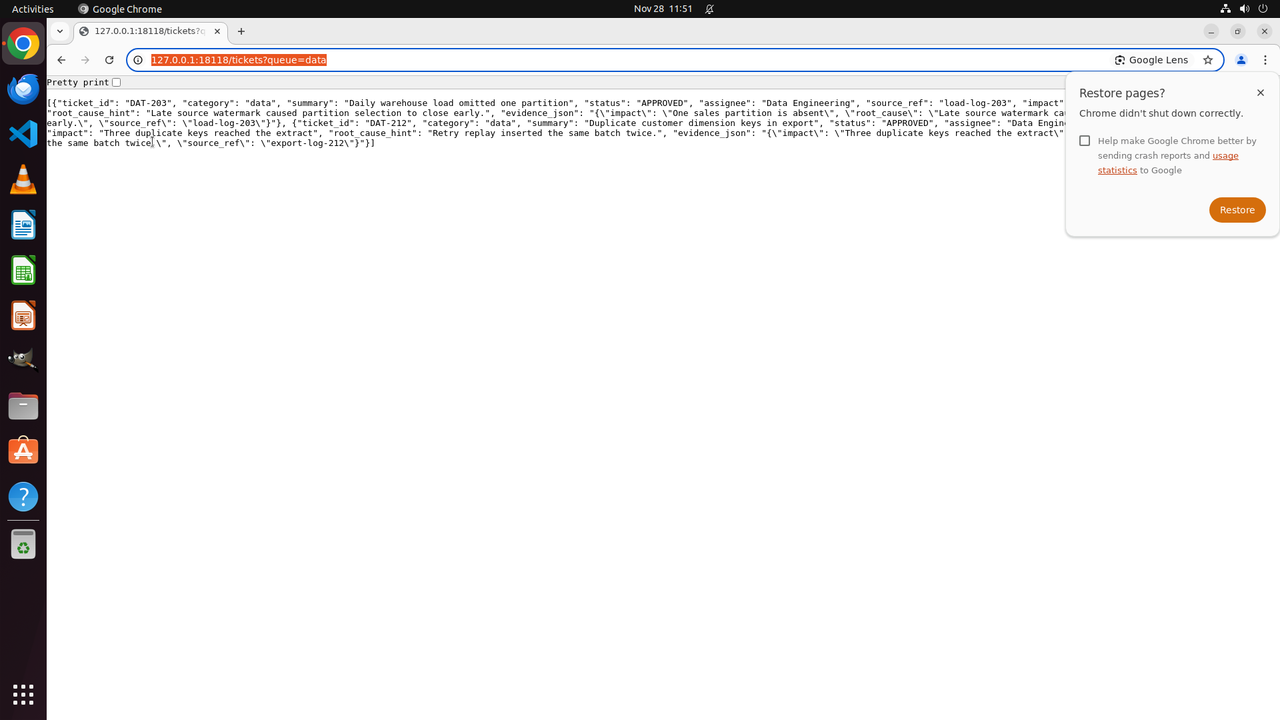 Activities
Google Chrome
Nov 28 11:51
127.0.0.1:18118/tickets?q
127.0.0.1:18118/tickets?queue=data
Google Lens
Pretty print
[{"ticket_id": "DAT-203", "category": "data", "summary": "Daily warehouse load omitted one partition", "status": "APPROVED", "assignee": "Data Engineering", "source_ref": "load-log-203", "impact"
"root_cause_hint": "Late source watermark caused partition selection to close early.", "evidence_json": "{\"impact\": \"One sales partition is absent\", \"root_cause\": \"Late source watermark cau
early.\", \"source_ref\": \"load-log-203\"}"}, {"ticket_id": "DAT-212", "category": "data", "summary": "Duplicate customer dimension keys in export", "status": "APPROVED", "assignee": "Data Engin
"impact": "Three duplicate keys reached the extract", "root_cause_hint": "Retry replay inserted the same batch twice.", "evidence_json": "{\"impact\": \"Three duplicate keys reached the extract\"
the same batch twice.\", \"source_ref\": \"export-log-212\"}"}]
Restore pages?
Chrome didn't shut down correctly.
Help make Google Chrome better by
sending crash reports and usage
statistics to Google
Restore